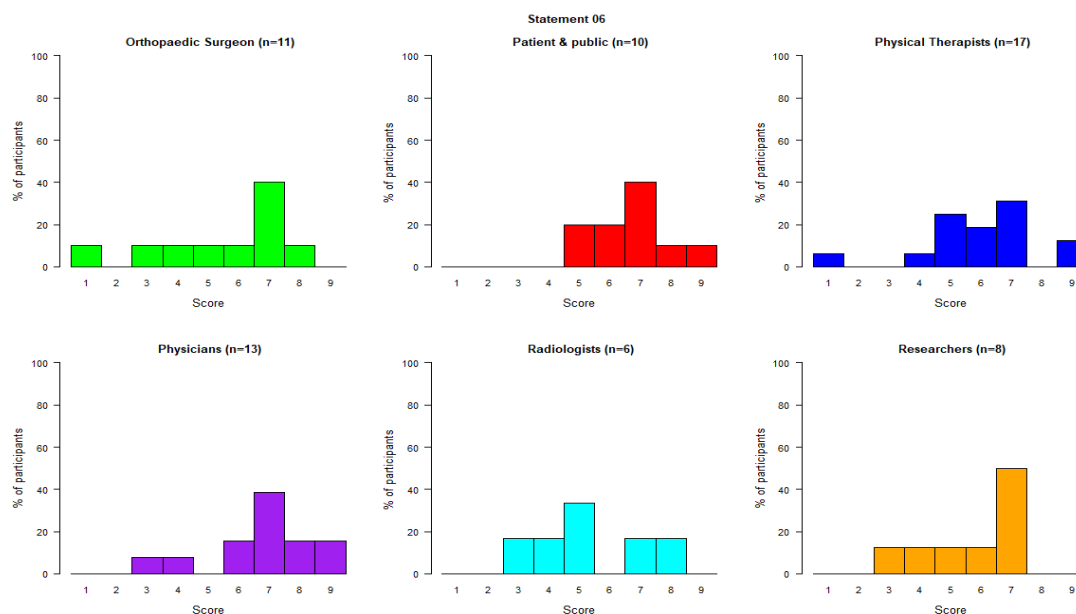 Statement 06
Orthopaedic Surgeon (n=11)
% of participants
100
80
60
40
20
0
1 2 3 4 5 6 7 8 9
Score
Patient & public (n=10)
% of participants
100
80
60
40
20
0
1 2 3 4 5 6 7 8 9
Score
Physical Therapists (n=17)
% of participants
100
80
60
40
20
0
1 2 3 4 5 6 7 8 9
Score
Physicians (n=13)
% of participants
100
80
60
40
20
0
1 2 3 4 5 6 7 8 9
Score
Radiologists (n=6)
% of participants
100
80
60
40
20
0
1 2 3 4 5 6 7 8 9
Score
Researchers (n=8)
% of participants
100
80
60
40
20
0
1 2 3 4 5 6 7 8 9
Score